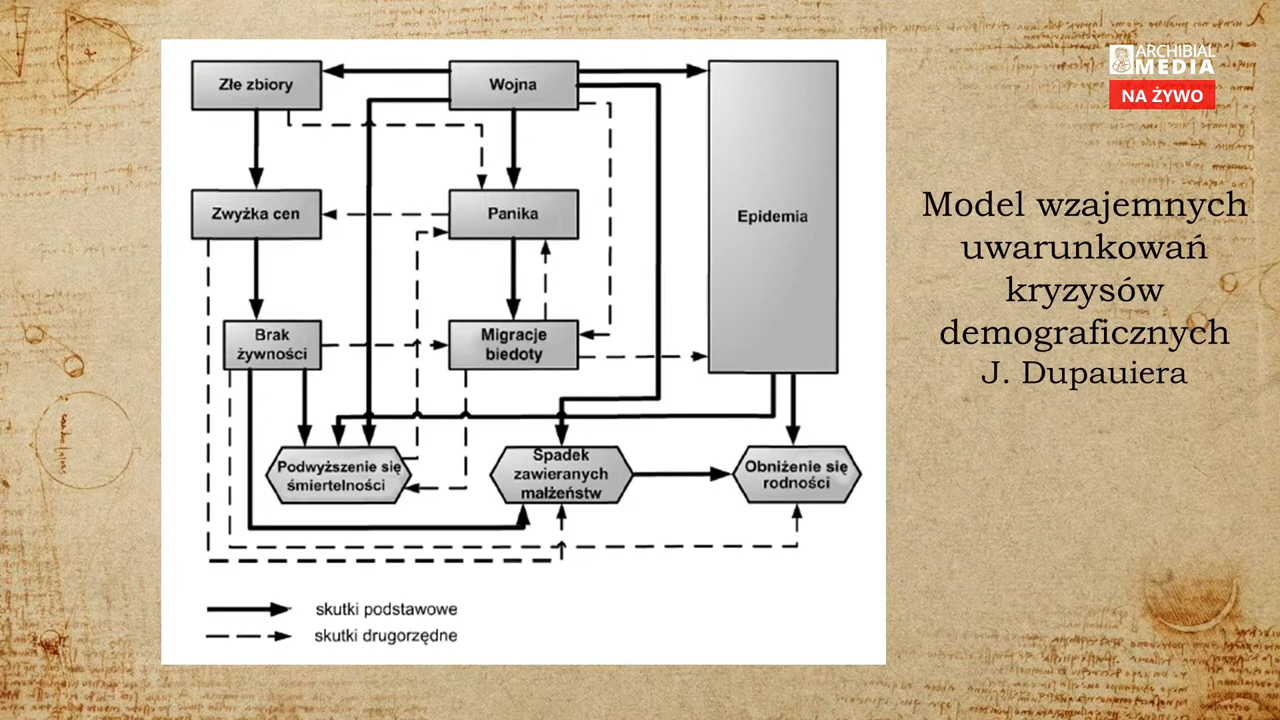 ARCHIBIAL
MEDIA
NA ŻYWO
Złe zbiory
Wojna
Zwyżka cen
Panika
Epidemia
Brak
żywności
Migracje
biedoty
Podwyższenie się
śmiertelności
Spadek
zawieranych
małżeństw
Obniżenie się
rodności
skutki podstawowe
skutki drugorzędne
Model wzajemnych
uwarunkowań
kryzysów
demograficznych
J. Dupauiera